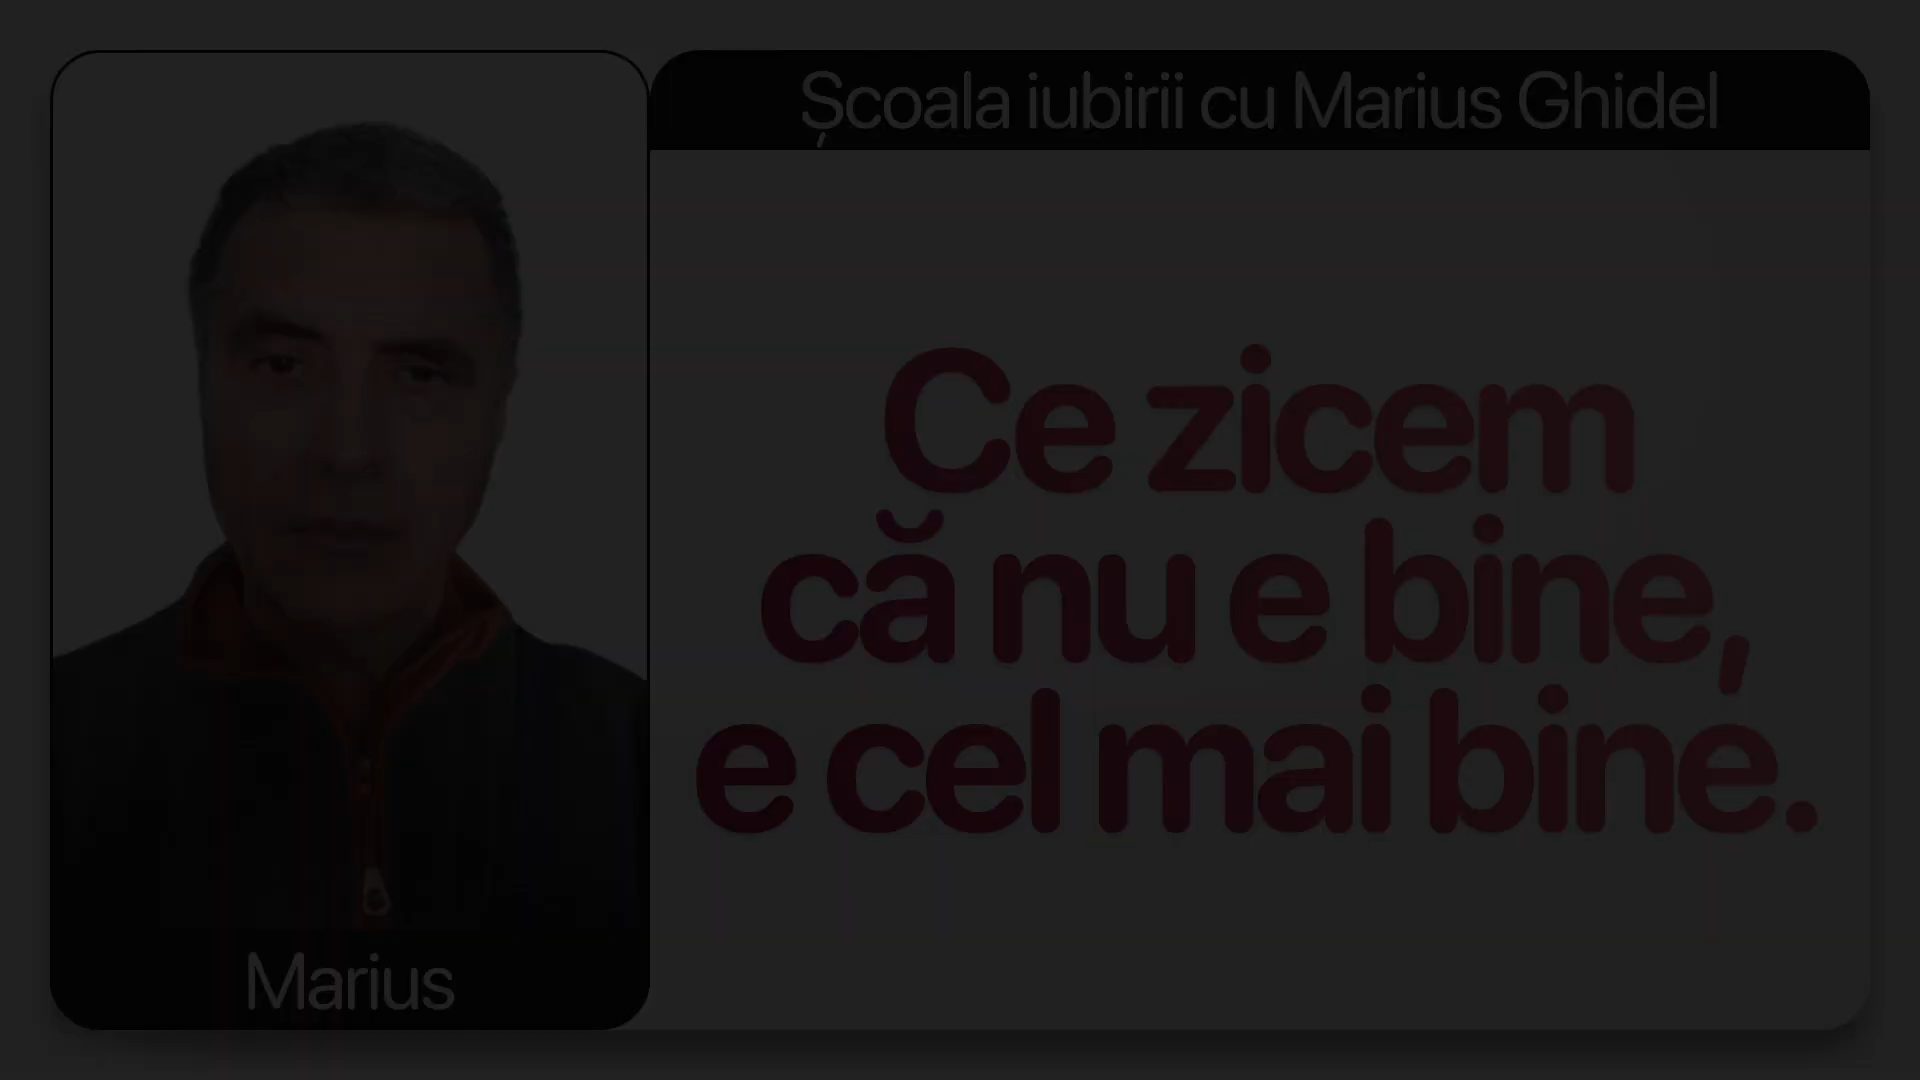 Școala iubirii cu Marius Ghidel
Ce zicem
că nu e bine,
e cel mai bine.
Marius